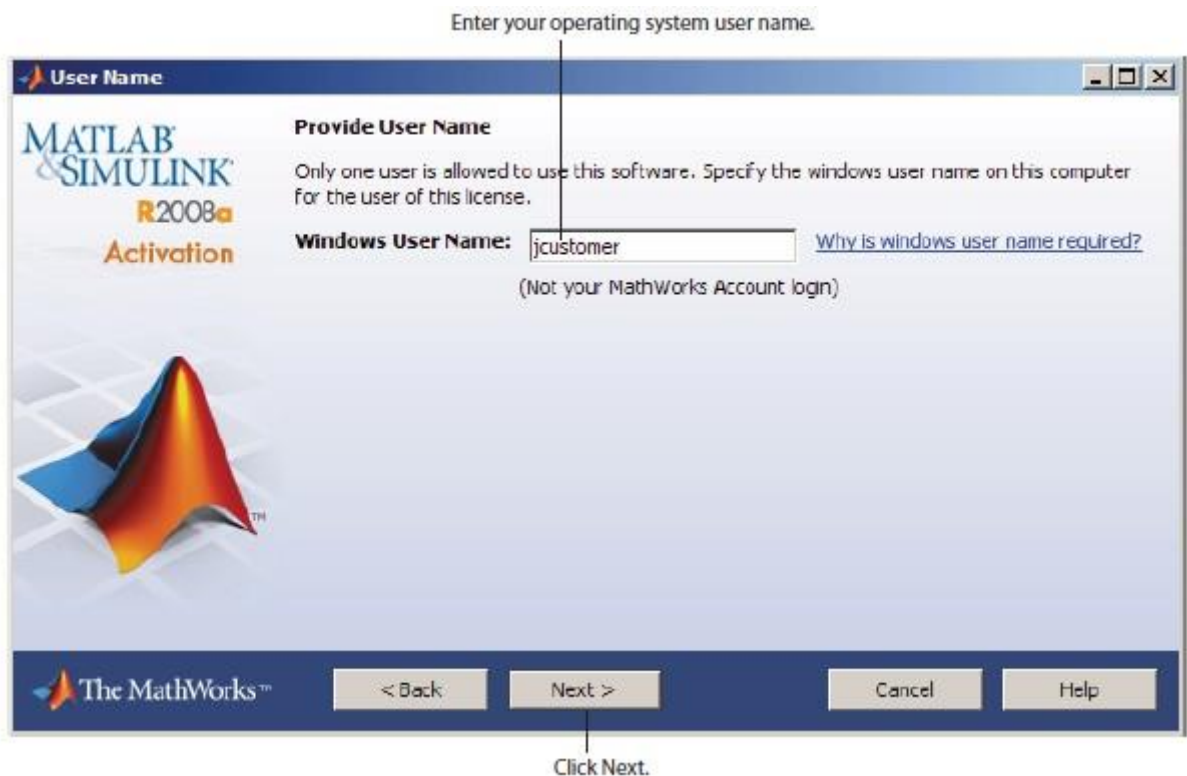 Enter your operating system user name.
User Name
MATLAB
&SIMULINK
R2008a
Activation
Provide User Name
Only one user is allowed to use this software. Specify the windows user name on this computer
for the user of this license.
Windows User Name: jcustomer Why is windows user name required?
(Not your MathWorks Account login)
TM
The MathWorks™ < Back Next > Cancel Help
Click Next.